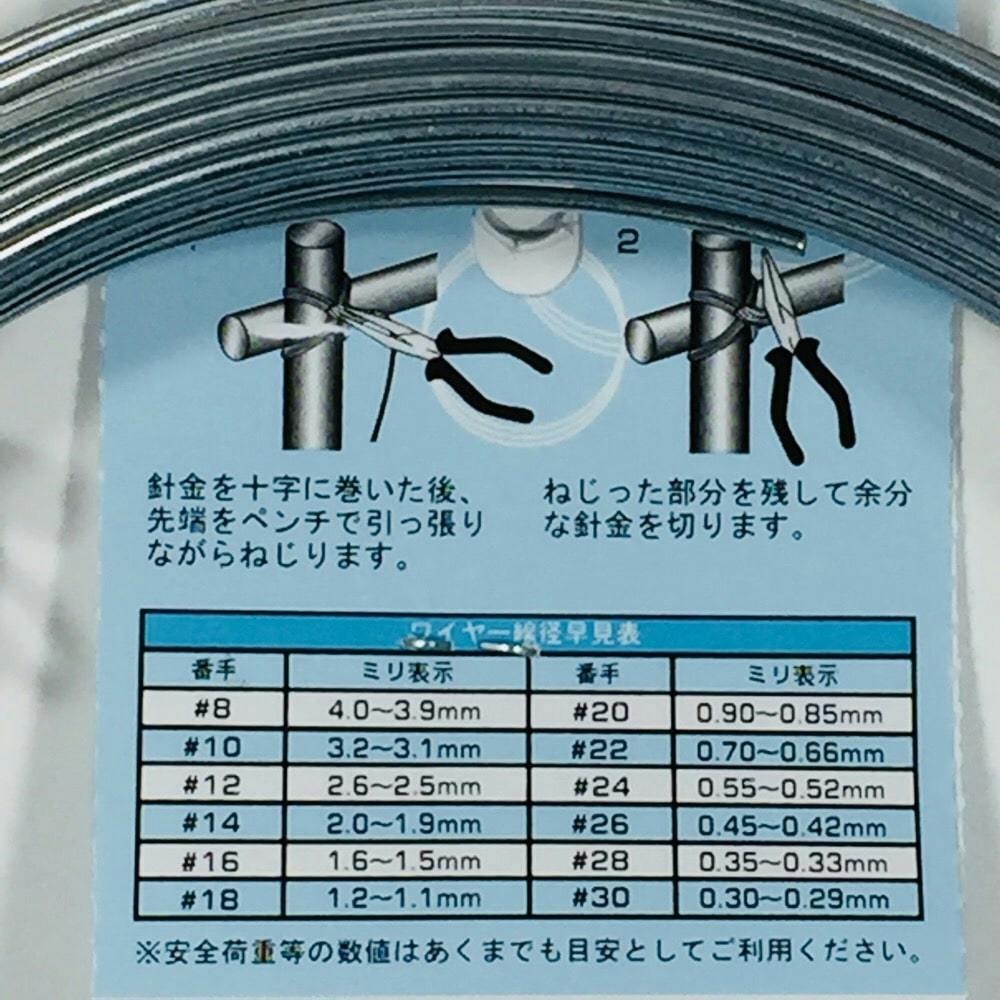 2
針金を十字に巻いた後、
先端をペンチで引っ張り
ながらねじります。
ねじった部分を残して余分
な針金を切ります。
ワイヤー線径早見表
番手 ミリ表示 番手 ミリ表示
#8 4.0～3.9mm #20 0.90～0.85mm
#10 3.2～3.1mm #22 0.70～0.66mm
#12 2.6～2.5mm #24 0.55～0.52mm
#14 2.0～1.9mm #26 0.45～0.42mm
#16 1.6～1.5mm #28 0.35～0.33mm
#18 1.2～1.1mm #30 0.30～0.29mm
※安全荷重等の数値はあくまでも目安としてご利用ください。